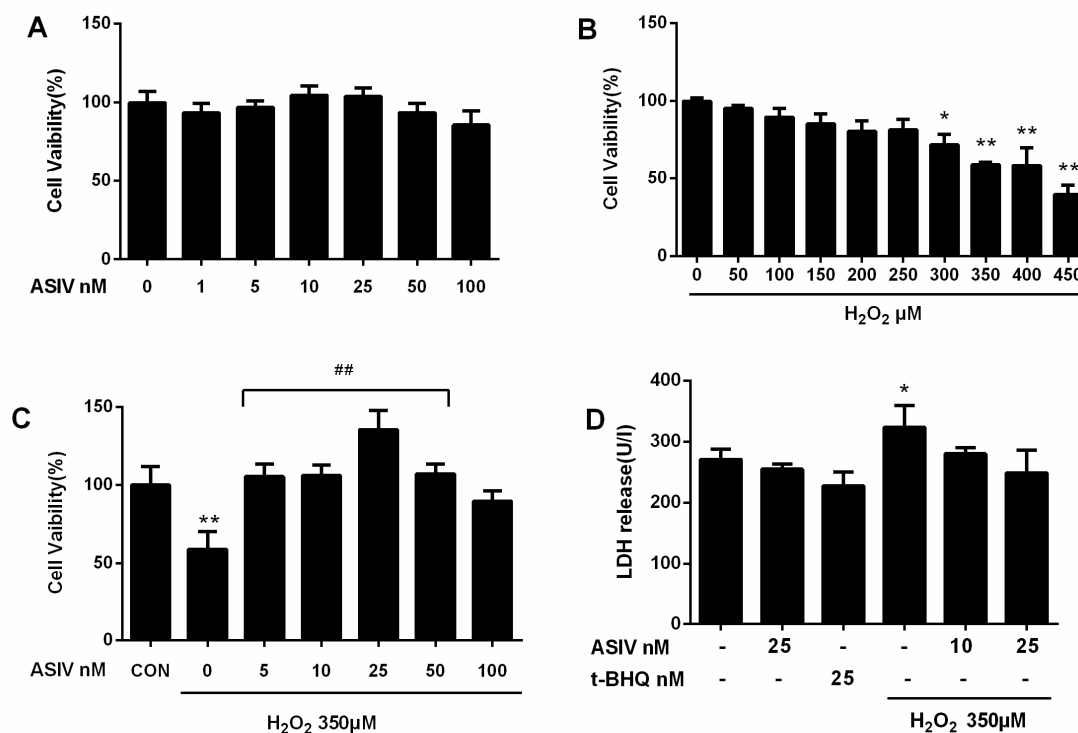 A
Cell Vaibility(%)
150
100
50
0
ASIV nM 0 1 5 10 25 50 100
B
Cell Vaibility(%)
150
100
50
0
* ** ** **
0 50 100 150 200 250 300 350 400 450
H₂O₂ µM
C
Cell Vaibility(%)
##
150
100
50
0
**
ASIV nM CON 0 5 10 25 50 100
H₂O₂ 350µM
D
LDH release(U/l)
400
300
200
100
0
*
ASIV nM - 25 - - 10 25
t-BHQ nM - - 25 - - -
H₂O₂ 350µM